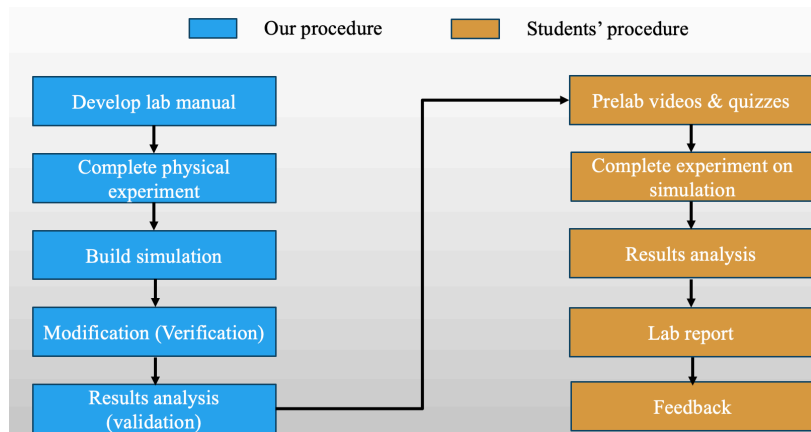 Our procedure
Students’ procedure
Develop lab manual
Complete physical
experiment
Build simulation
Modification (Verification)
Results analysis
(validation)
Prelab videos & quizzes
Complete experiment on
simulation
Results analysis
Lab report
Feedback